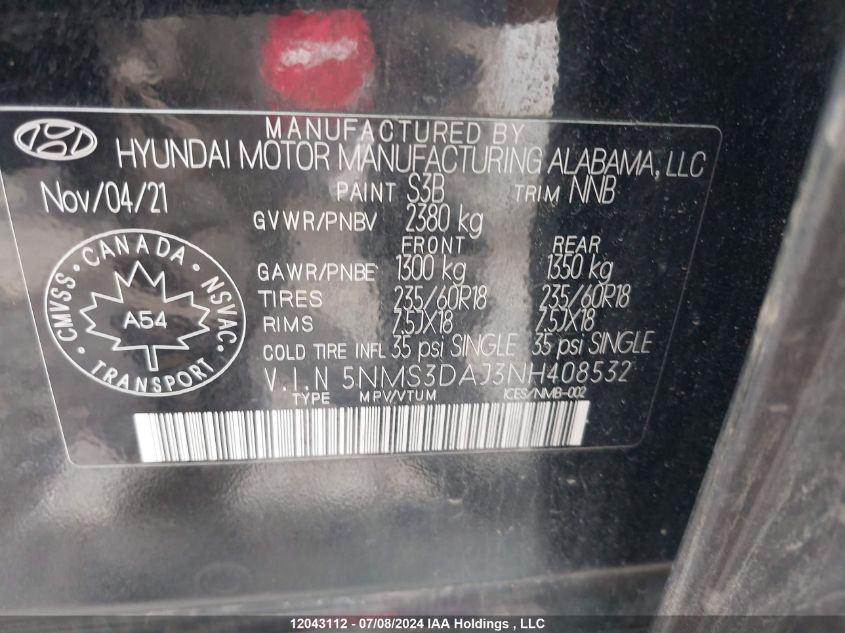 MANUFACTURED BY
HYUNDAI MOTOR MANUFACTURING ALABAMA, LLC
Nov/04/21 PAINT S3B TRIM NNB
GVWR/PNBV 2380 kg
FRONT REAR
GAWR/PNBE 1300 kg 1350 kg
TIRES 235/60R18 235/60R18
RIMS 7.5JX18 7.5JX18
COLD TIRE INFL 35 psi SINGLE 35 psi SINGLE
V.I.N 5NMS3DAJ3NH408532
TYPE MPV/VTUM ICES/NMB-002
CMVSS · CANADA · NSVAC ·
A54
TRANSPORT
12043112 - 07/08/2024 IAA Holdings , LLC